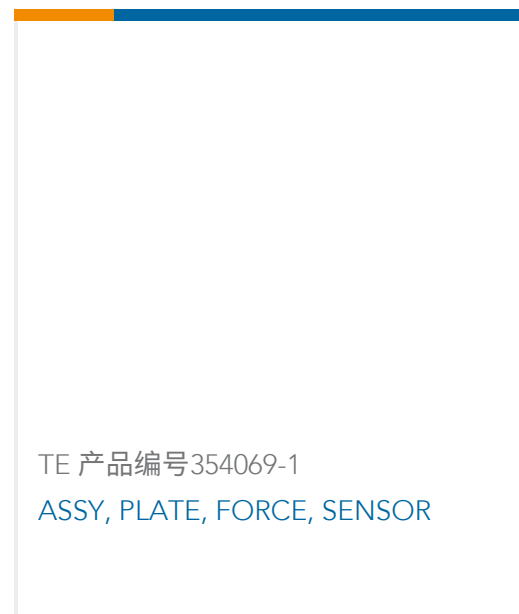 TE 产品编号354069-1
ASSY, PLATE, FORCE, SENSOR